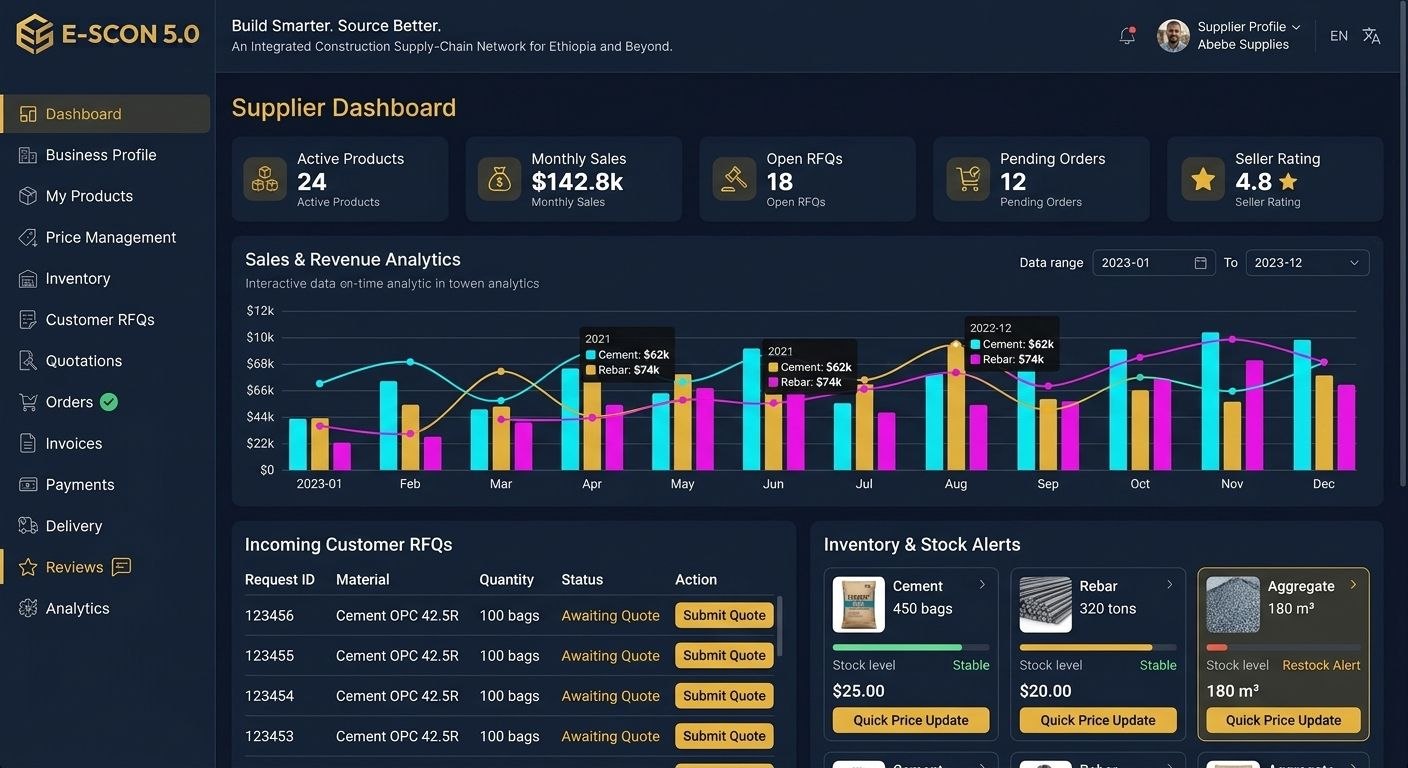 E-SCON 5.0
Build Smarter. Source Better.
An Integrated Construction Supply-Chain Network for Ethiopia and Beyond.
Supplier Profile
Abebe Supplies
EN
Dashboard
Business Profile
My Products
Price Management
Inventory
Customer RFQs
Quotations
Orders
Invoices
Payments
Delivery
Reviews
Analytics
Supplier Dashboard
Active Products
24
Active Products
Monthly Sales
$142.8k
Monthly Sales
Open RFQs
18
Open RFQs
Pending Orders
12
Pending Orders
Seller Rating
4.8
Seller Rating
Sales & Revenue Analytics
Interactive data on-time analytic in towen analytics
Data range 2023-01 To 2023-12
$12k
$10k
$68k
$66k
$44k
$22k
$0
2021
Cement: $62k
Rebar: $74k
2021
Cement: $62k
Rebar: $74k
2022-12
Cement: $62k
Rebar: $74k
2023-01 Feb Mar Apr May Jun Jul Aug Sep Oct Nov Dec
Incoming Customer RFQs
Request ID Material Quantity Status Action
123456 Cement OPC 42.5R 100 bags Awaiting Quote Submit Quote
123455 Cement OPC 42.5R 100 bags Awaiting Quote Submit Quote
123454 Cement OPC 42.5R 100 bags Awaiting Quote Submit Quote
123453 Cement OPC 42.5R 100 bags Awaiting Quote Submit Quote
Inventory & Stock Alerts
Cement
450 bags
Stock level Stable
$25.00
Quick Price Update
Rebar
320 tons
Stock level Stable
$20.00
Quick Price Update
Aggregate
180 m³
Stock level Restock Alert
180 m³
Quick Price Update
Cement Rebar Aggregate